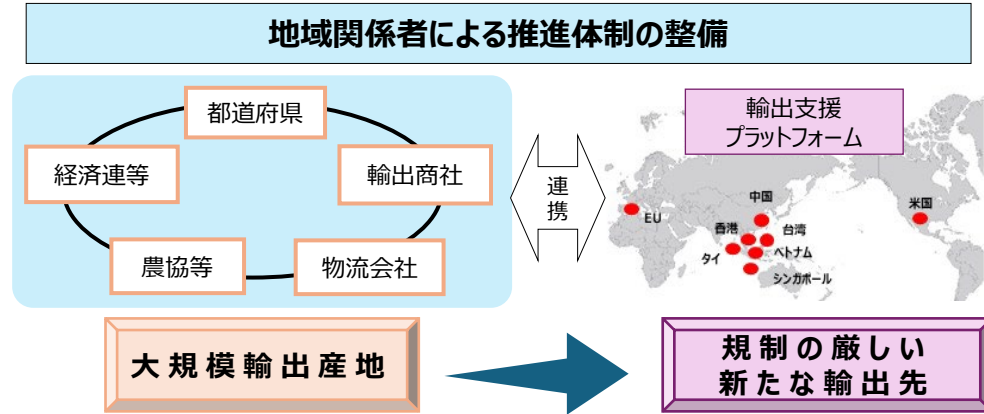 地域関係者による推進体制の整備
都道府県
経済連等
輸出商社
農協等
物流会社
連携
輸出支援
プラットフォーム
中国
米国
EU
香港
台湾
タイ
ベトナム
シンガポール
大規模輸出産地
規制の厳しい
新たな輸出先